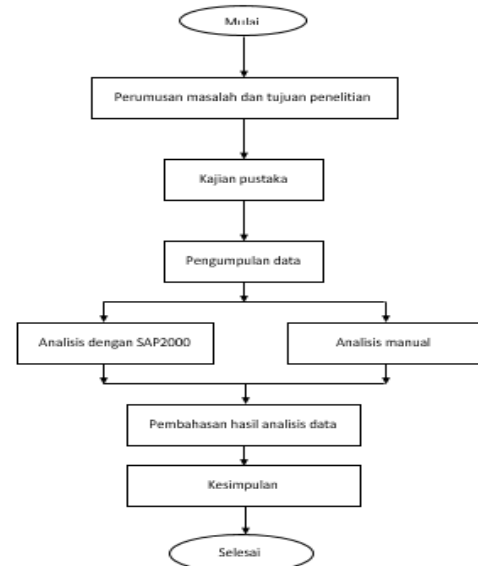 Mulai
Perumusan masalah dan tujuan penelitian
Kajian pustaka
Pengumpulan data
Analisis dengan SAP2000
Analisis manual
Pembahasan hasil analisis data
Kesimpulan
Selesai